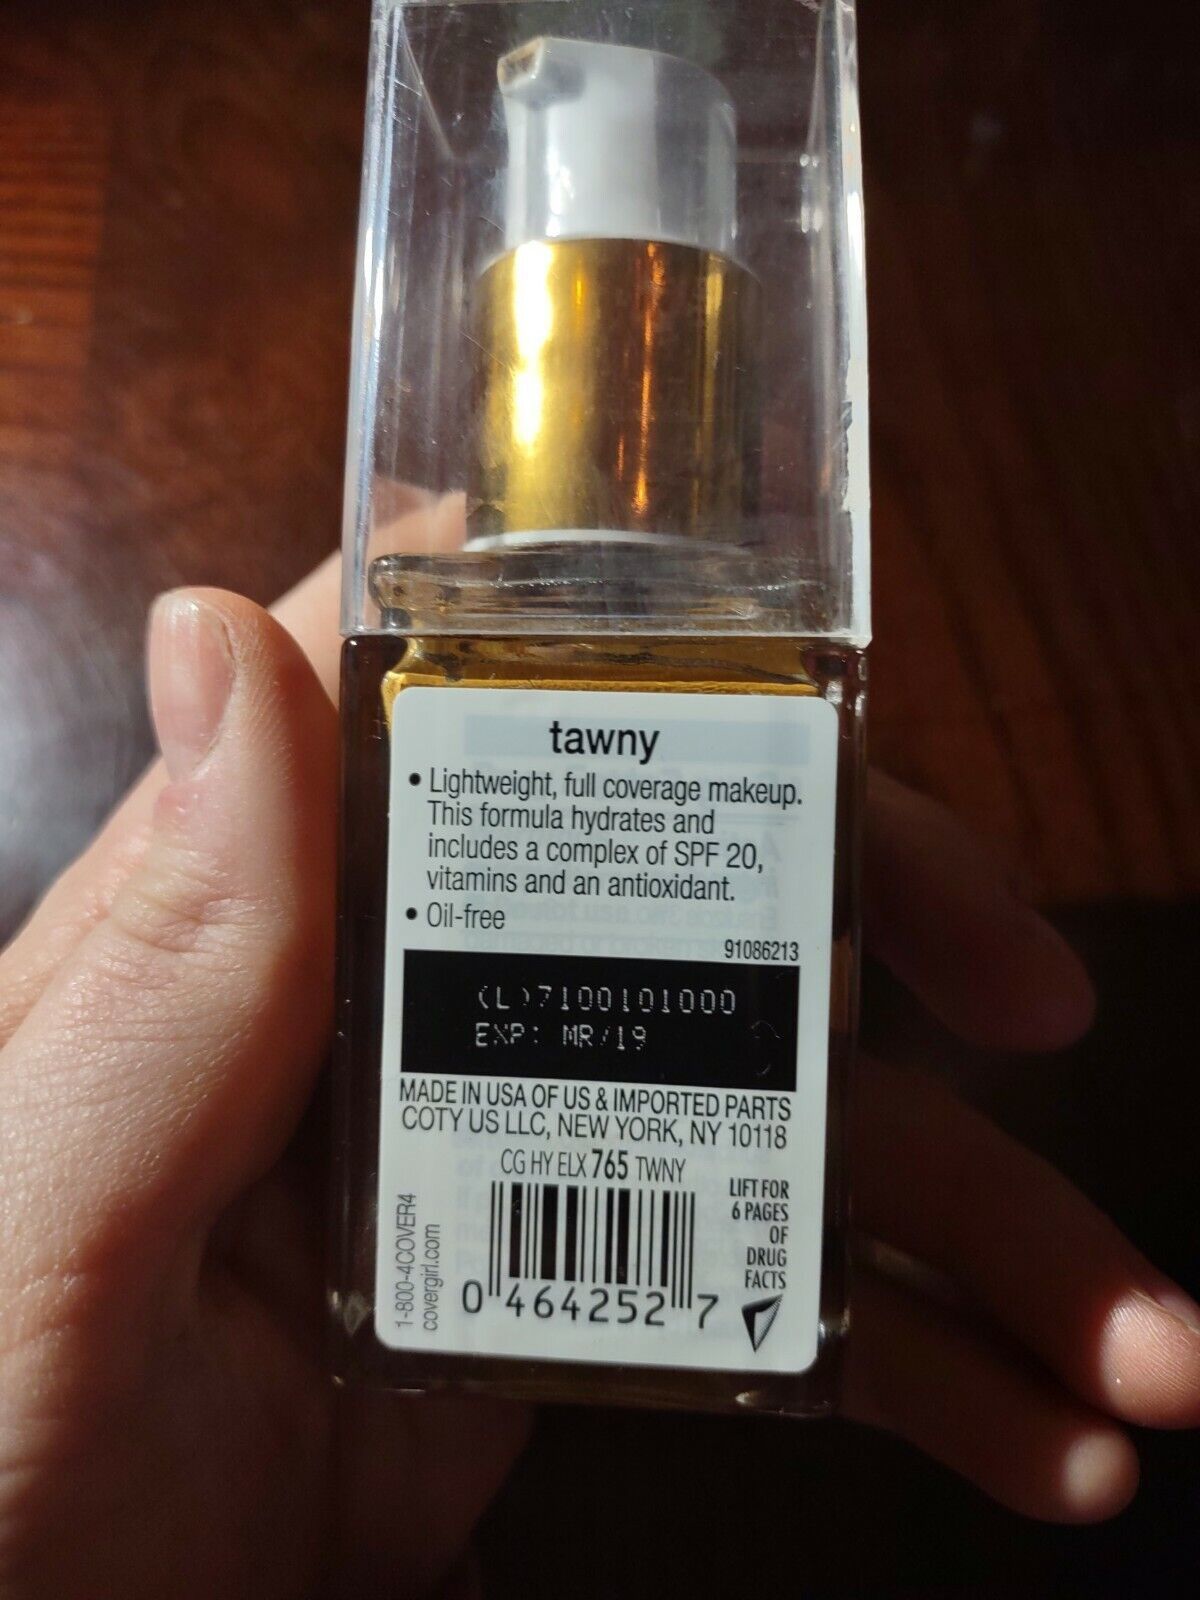 tawny
• Lightweight, full coverage makeup.
This formula hydrates and
includes a complex of SPF 20,
vitamins and an antioxidant.
• Oil-free
91086213
(L)7100101000
EXP: MR/19
MADE IN USA OF US & IMPORTED PARTS
COTY US LLC, NEW YORK, NY 10118
CG HY ELX 765 TWNY
1-800-4COVER4
covergirl.com
LIFT FOR
6 PAGES
OF
DRUG
FACTS
0 464252 7